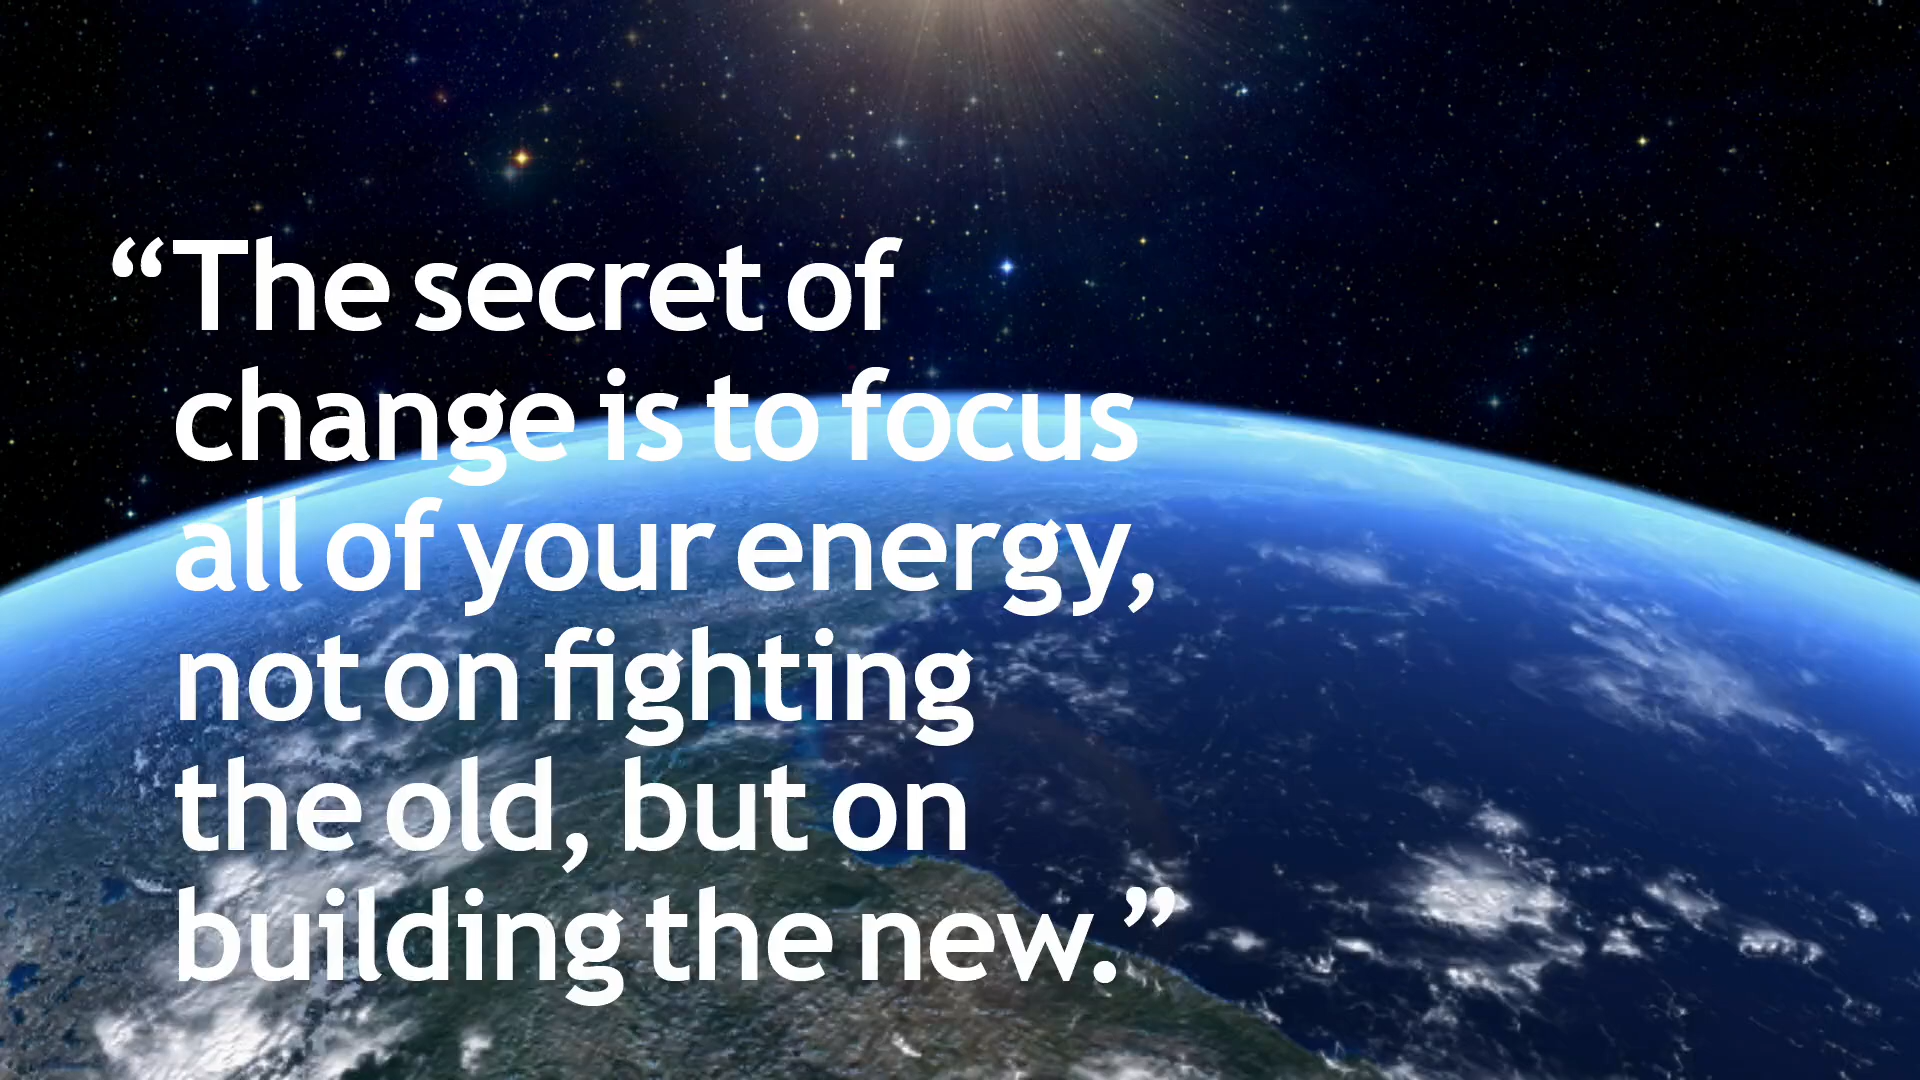 “The secret of
change is to focus
all of your energy,
not on fighting
the old, but on
building the new.”